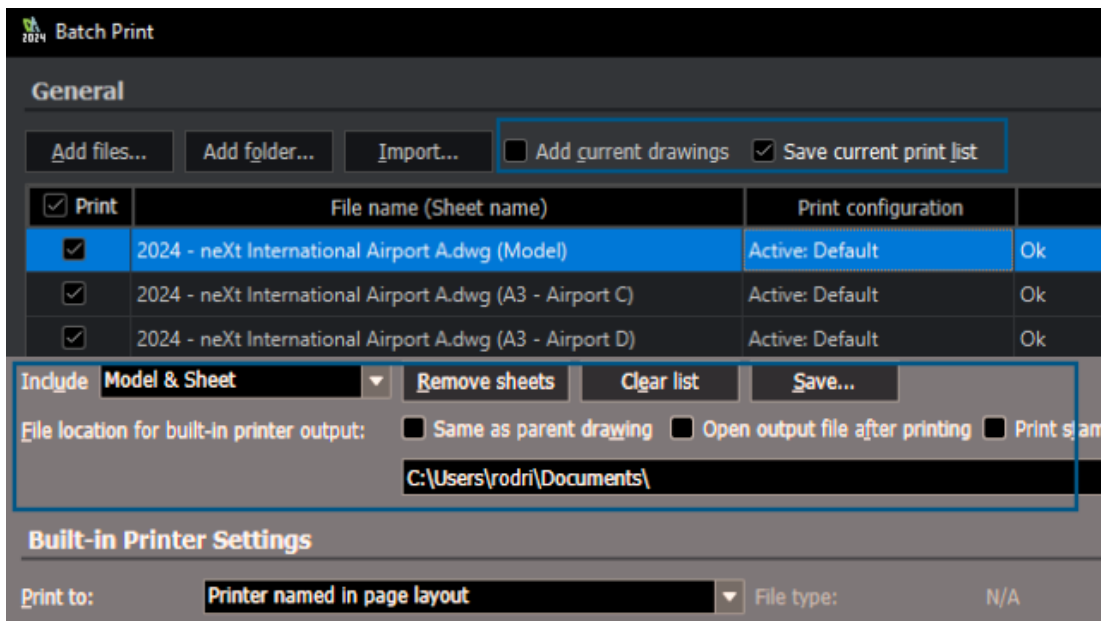 2024 Batch Print
General
Add files... Add folder... Import... Add current drawings Save current print list
Print File name (Sheet name) Print configuration
2024 - neXt International Airport A.dwg (Model) Active: Default Ok
2024 - neXt International Airport A.dwg (A3 - Airport C) Active: Default Ok
2024 - neXt International Airport A.dwg (A3 - Airport D) Active: Default Ok
Include Model & Sheet Remove sheets Clear list Save...
File location for built-in printer output: Same as parent drawing Open output file after printing Print stam
C:\Users\rodri\Documents\
Built-in Printer Settings
Print to: Printer named in page layout File type: N/A